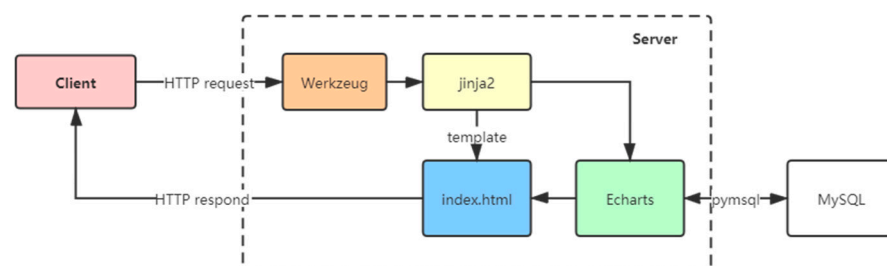 Server
Client
HTTP request
Werkzeug
jinja2
template
HTTP respond
index.html
Echarts
pymsql
MySQL